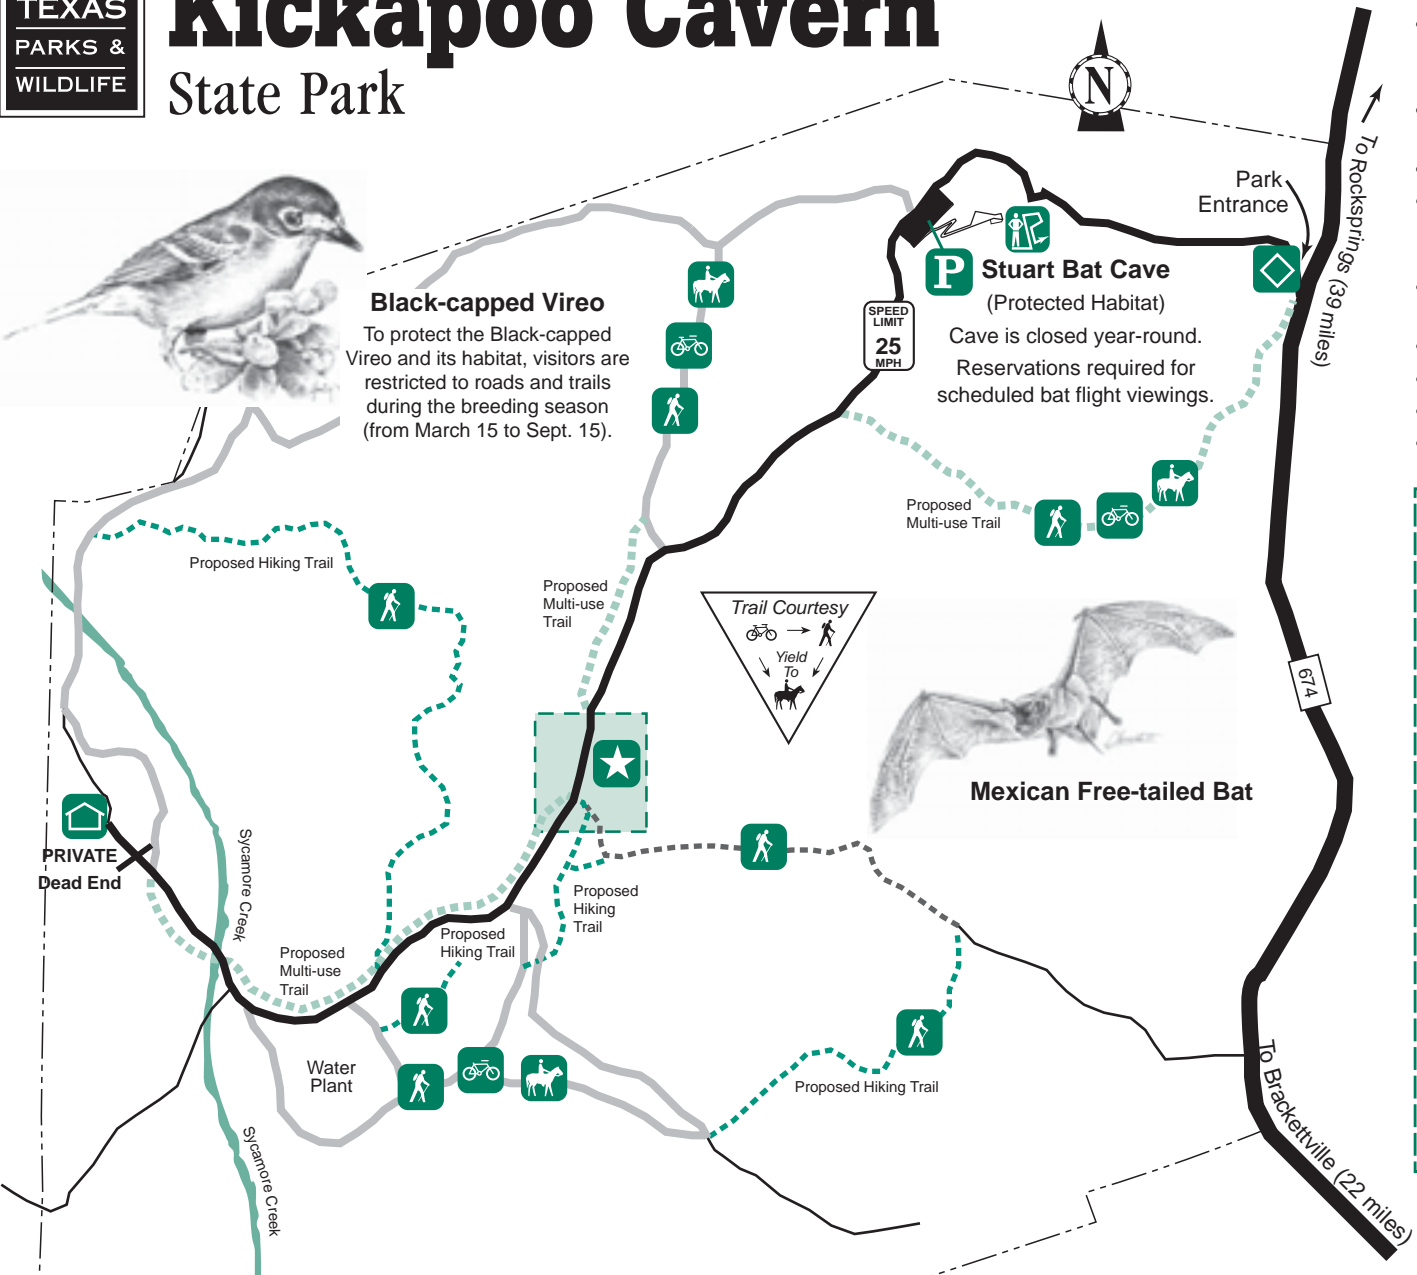 TEXAS
PARKS &
WILDLIFE
Kickapoo Cavern
State Park
N
To Rocksprings (39 miles)
Park
Entrance
P
Stuart Bat Cave
(Protected Habitat)
Cave is closed year-round.
Reservations required for
scheduled bat flight viewings.
SPEED
LIMIT
25
MPH
Black-capped Vireo
To protect the Black-capped
Vireo and its habitat, visitors are
restricted to roads and trails
during the breeding season
(from March 15 to Sept. 15).
Proposed
Multi-use Trail
Proposed Hiking Trail
Proposed
Multi-use
Trail
Trail Courtesy
Yield
To
674
Mexican Free-tailed Bat
PRIVATE
Dead End
Sycamore Creek
Proposed
Hiking
Trail
Proposed
Hiking Trail
Proposed
Multi-use
Trail
Water
Plant
Proposed Hiking Trail
To Brackettville (22 miles)
Sycamore Creek